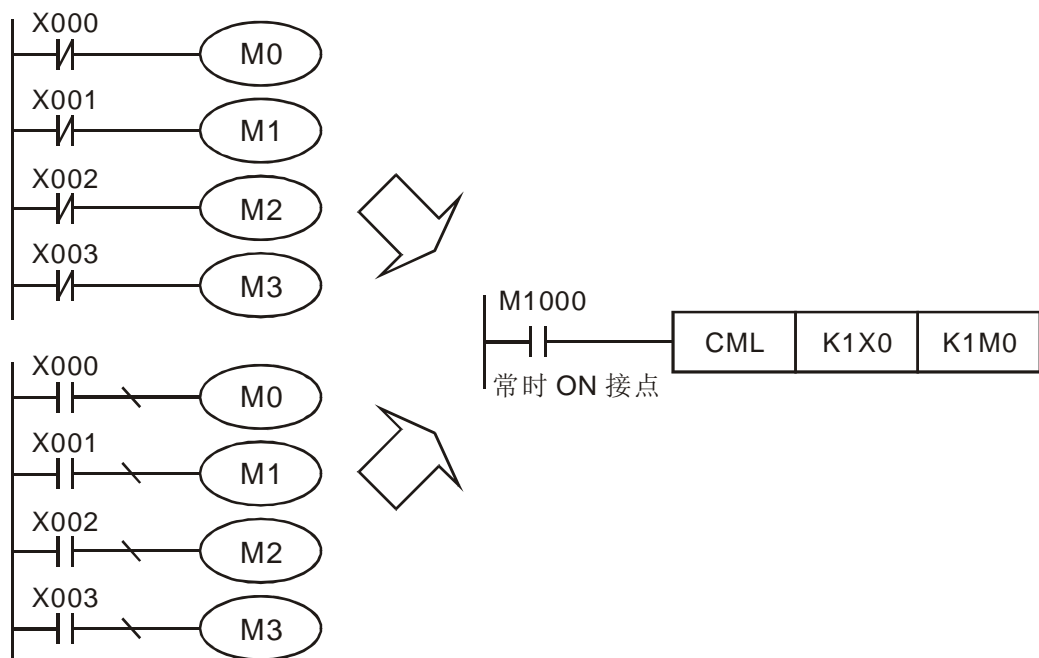 X000
M0
X001
M1
X002
M2
X003
M3
M1000
CML K1X0 K1M0
常时 ON 接点
X000
M0
X001
M1
X002
M2
X003
M3